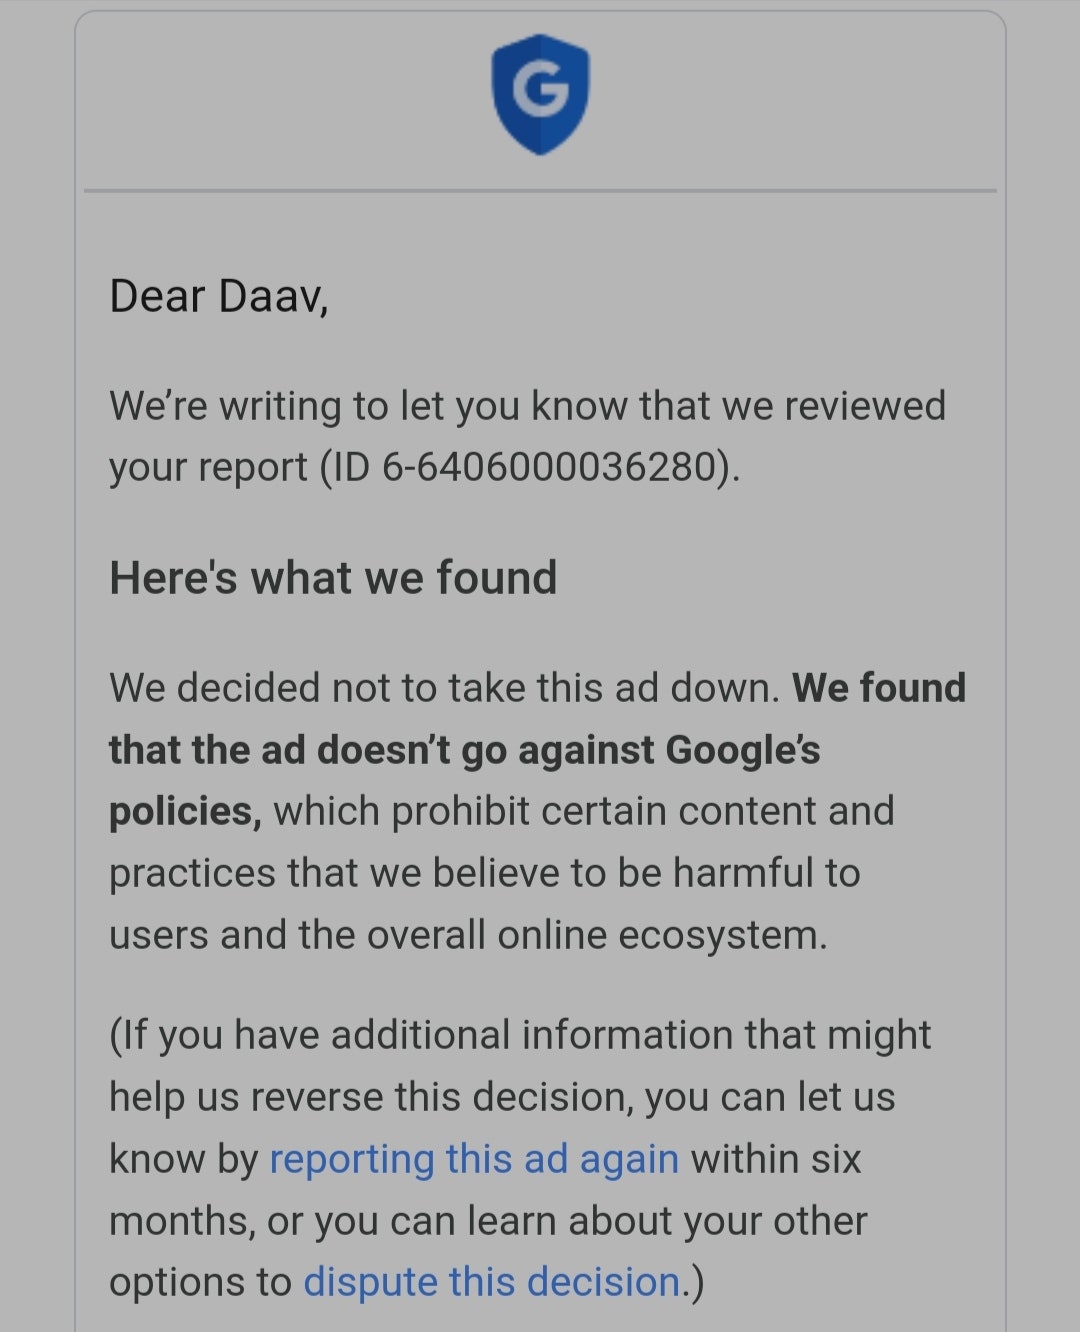 G
Dear Daav,
We’re writing to let you know that we reviewed
your report (ID 6-6406000036280).
Here's what we found
We decided not to take this ad down. We found
that the ad doesn’t go against Google’s
policies, which prohibit certain content and
practices that we believe to be harmful to
users and the overall online ecosystem.
(If you have additional information that might
help us reverse this decision, you can let us
know by reporting this ad again within six
months, or you can learn about your other
options to dispute this decision.)